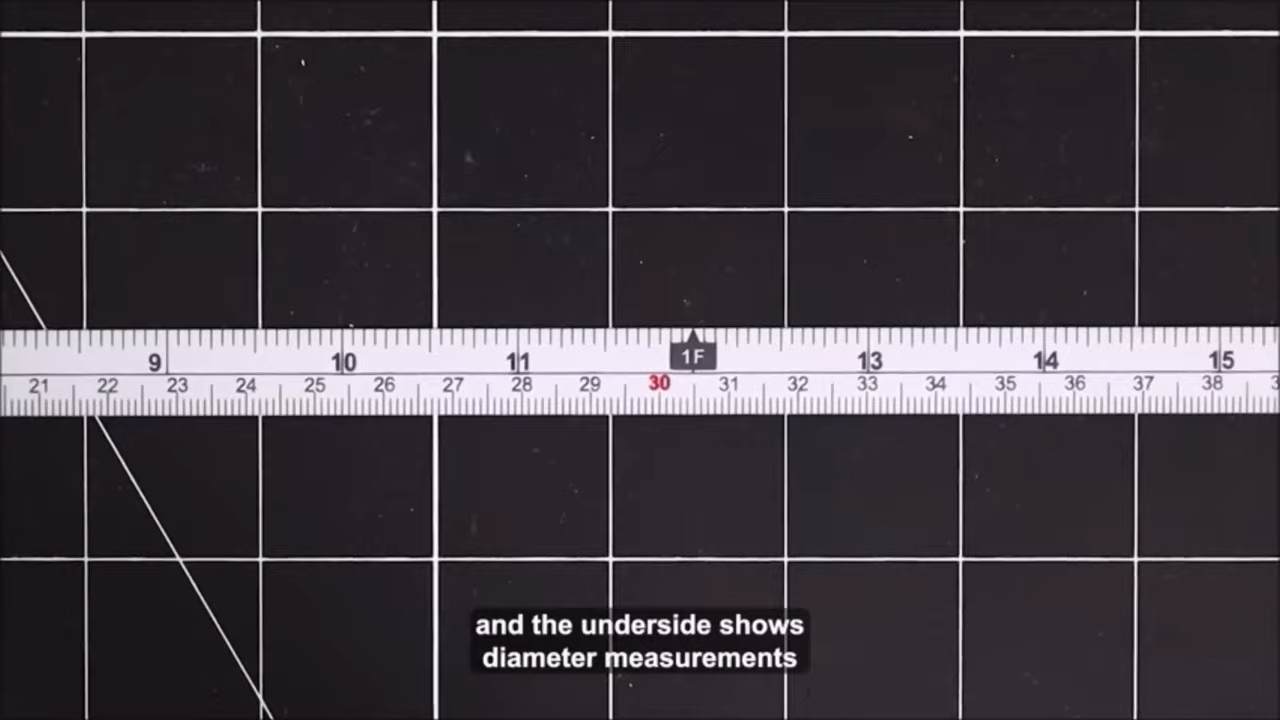 9 10 11 1F 13 14 15
21 22 23 24 25 26 27 28 29 30 31 32 33 34 35 36 37 38
and the underside shows
diameter measurements